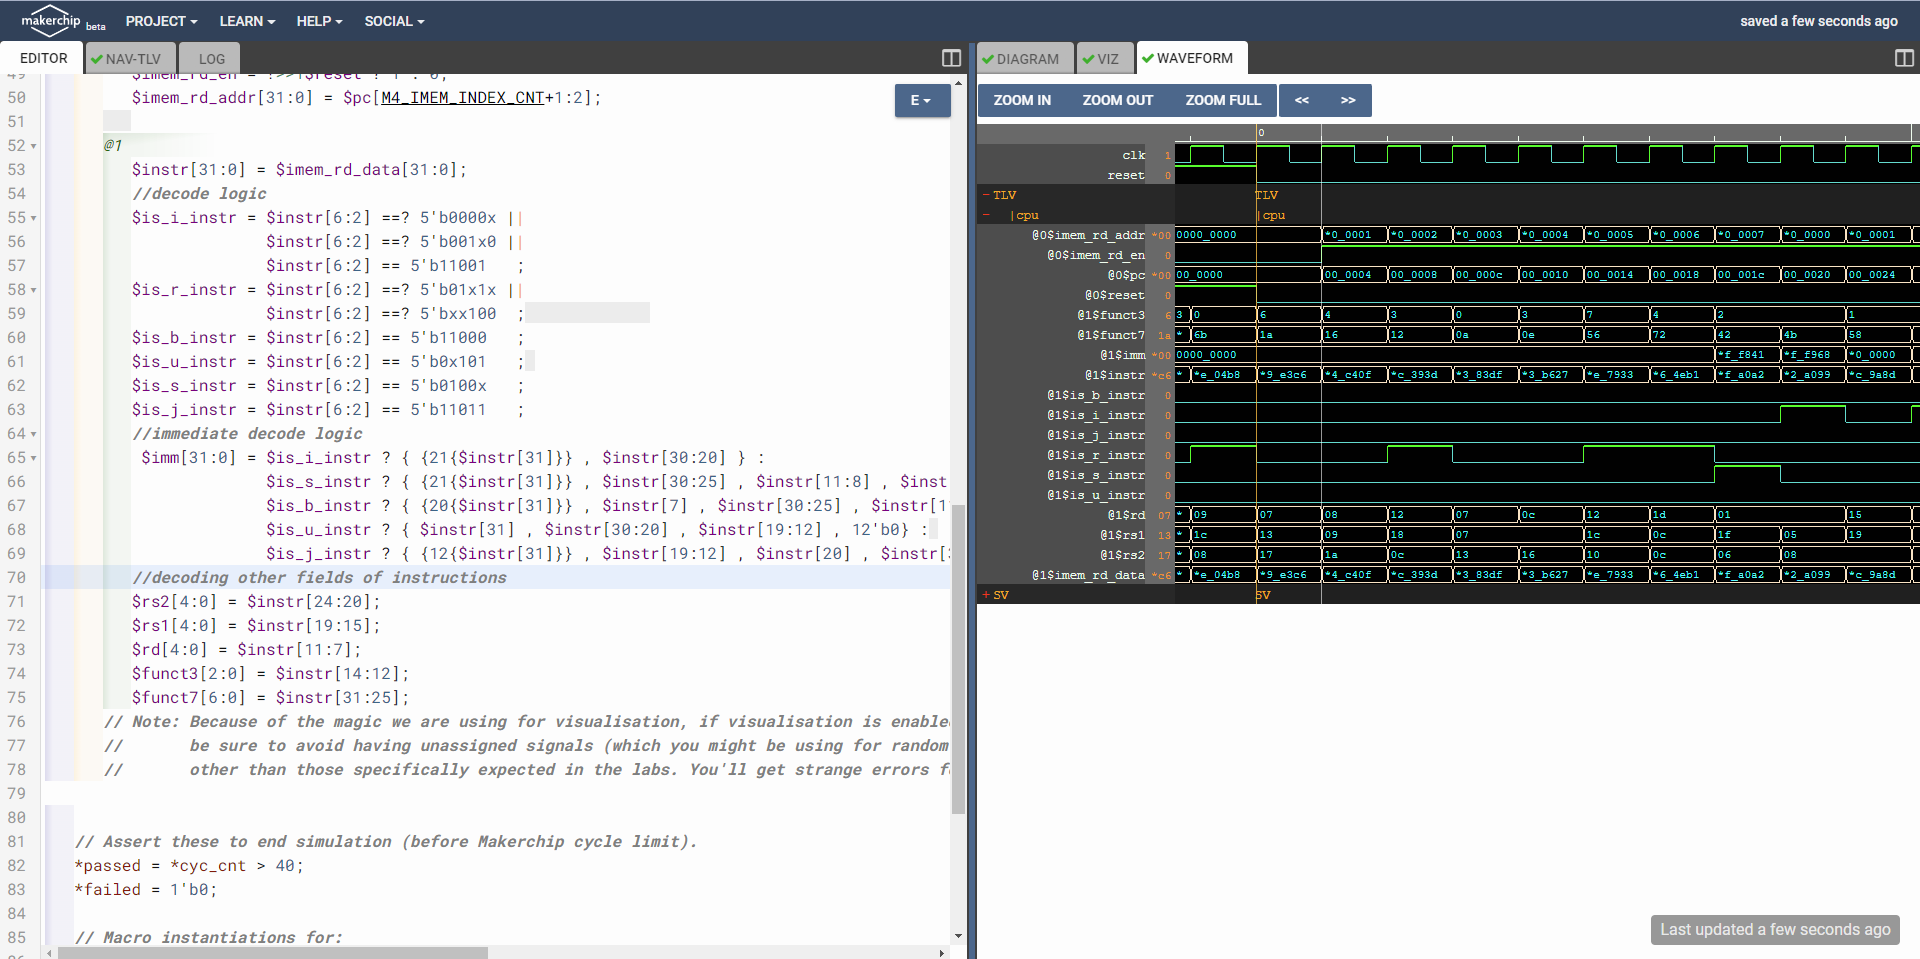 makerchip beta PROJECT LEARN HELP SOCIAL saved a few seconds ago
EDITOR NAV-TLV LOG
49 $imem_rd_en = !>>1$reset ? 1 : 0;
50 $imem_rd_addr[31:0] = $pc[M4_IMEM_INDEX_CNT+1:2];
E
51
52 @1
53 $instr[31:0] = $imem_rd_data[31:0];
54 //decode logic
55 $is_i_instr = $instr[6:2] ==? 5'b0000x ||
56 $instr[6:2] ==? 5'b001x0 ||
57 $instr[6:2] == 5'b11001 ;
58 $is_r_instr = $instr[6:2] ==? 5'b01x1x ||
59 $instr[6:2] ==? 5'bxx100 ;
60 $is_b_instr = $instr[6:2] == 5'b11000 ;
61 $is_u_instr = $instr[6:2] == 5'b0x101 ;
62 $is_s_instr = $instr[6:2] == 5'b0100x ;
63 $is_j_instr = $instr[6:2] == 5'b11011 ;
64 //immediate decode logic
65 $imm[31:0] = $is_i_instr ? { {21{$instr[31]}} , $instr[30:20] } :
66 $is_s_instr ? { {21{$instr[31]}} , $instr[30:25] , $instr[11:8] , $inst
67 $is_b_instr ? { {20{$instr[31]}} , $instr[7] , $instr[30:25] , $instr[1
68 $is_u_instr ? { $instr[31] , $instr[30:20] , $instr[19:12] , 12'b0} :
69 $is_j_instr ? { {12{$instr[31]}} , $instr[19:12] , $instr[20] , $instr[
70 //decoding other fields of instructions
71 $rs2[4:0] = $instr[24:20];
72 $rs1[4:0] = $instr[19:15];
73 $rd[4:0] = $instr[11:7];
74 $funct3[2:0] = $instr[14:12];
75 $funct7[6:0] = $instr[31:25];
76 // Note: Because of the magic we are using for visualisation, if visualisation is enable
77 // be sure to avoid having unassigned signals (which you might be using for random
78 // other than those specifically expected in the labs. You'll get strange errors f
79
80
81 // Assert these to end simulation (before Makerchip cycle limit).
82 *passed = *cyc_cnt > 40;
83 *failed = 1'b0;
84
85 // Macro instantiations for:
DIAGRAM VIZ WAVEFORM
ZOOM IN ZOOM OUT ZOOM FULL << >>
0
clk 1
reset 0
- TLV TLV
- |cpu |cpu
@0$imem_rd_addr *00 0000_0000 *0_0001 *0_0002 *0_0003 *0_0004 *0_0005 *0_0006 *0_0007 *0_0000 *0_0001
@0$imem_rd_en 0
@0$pc *00 00_0000 00_0004 00_0008 00_000c 00_0010 00_0014 00_0018 00_001c 00_0020 00_0024
@0$reset 0
@1$funct3 6 3 0 6 4 3 0 3 7 4 2 1
@1$funct7 1a * 6b 1a 16 12 0a 0e 56 72 42 4b 58
@1$imm *00 0000_0000 *f_f841 *f_f968 *0_0000
@1$instr *c6 * *e_04b8 *9_e3c6 *4_c40f *c_393d *3_83df *3_b627 *e_7933 *6_4eb1 *f_a0a2 *2_a099 *c_9a8d
@1$is_b_instr 0
@1$is_i_instr 0
@1$is_j_instr 0
@1$is_r_instr 0
@1$is_s_instr 0
@1$is_u_instr 0
@1$rd 07 * 09 07 08 12 07 0c 12 1d 01 15
@1$rs1 13 * 1c 13 09 18 07 1c 0c 1f 05 19
@1$rs2 17 * 08 17 1a 0c 13 16 10 0c 06 08
@1$imem_rd_data *c6 * *e_04b8 *9_e3c6 *4_c40f *c_393d *3_83df *3_b627 *e_7933 *6_4eb1 *f_a0a2 *2_a099 *c_9a8d
+ SV SV
Last updated a few seconds ago